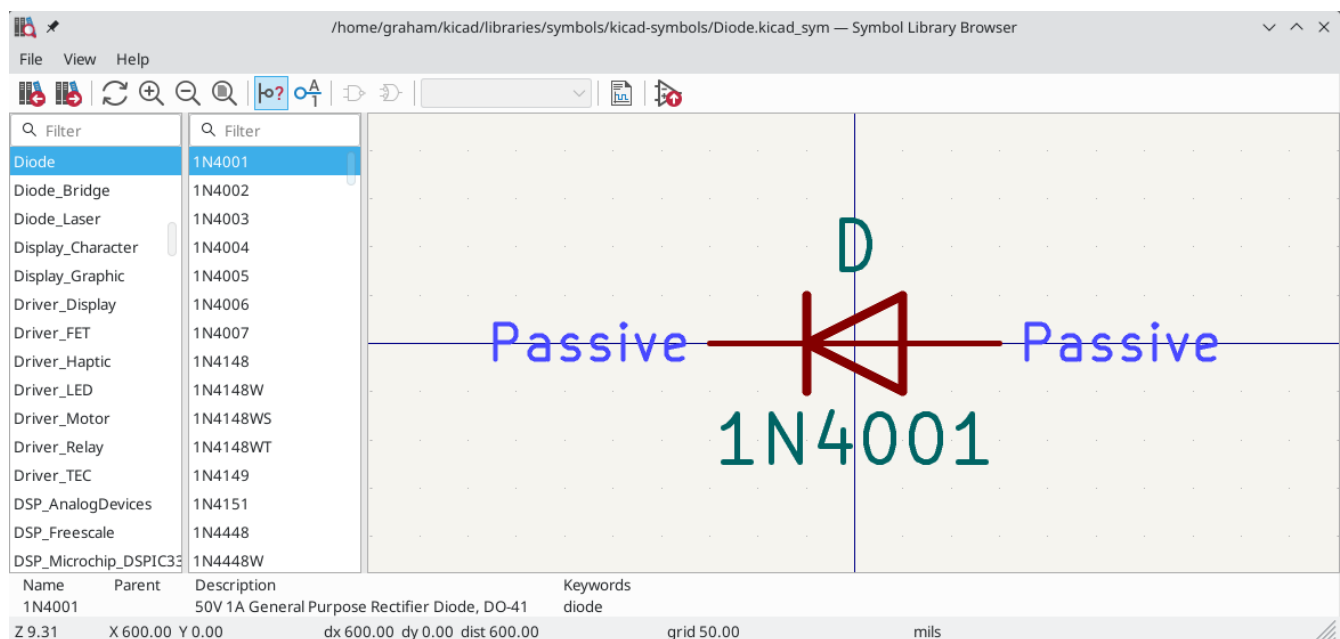 /home/graham/kicad/libraries/symbols/kicad-symbols/Diode.kicad_sym — Symbol Library Browser
File View Help
Filter
Diode
Diode_Bridge
Diode_Laser
Display_Character
Display_Graphic
Driver_Display
Driver_FET
Driver_Haptic
Driver_LED
Driver_Motor
Driver_Relay
Driver_TEC
DSP_AnalogDevices
DSP_Freescale
DSP_Microchip_DSPIC33
Filter
1N4001
1N4002
1N4003
1N4004
1N4005
1N4006
1N4007
1N4148
1N4148W
1N4148WS
1N4148WT
1N4149
1N4151
1N4448
1N4448W
D
Passive Passive
1N4001
Name Parent Description Keywords
1N4001 50V 1A General Purpose Rectifier Diode, DO-41 diode
Z 9.31 X 600.00 Y 0.00 dx 600.00 dy 0.00 dist 600.00 grid 50.00 mils